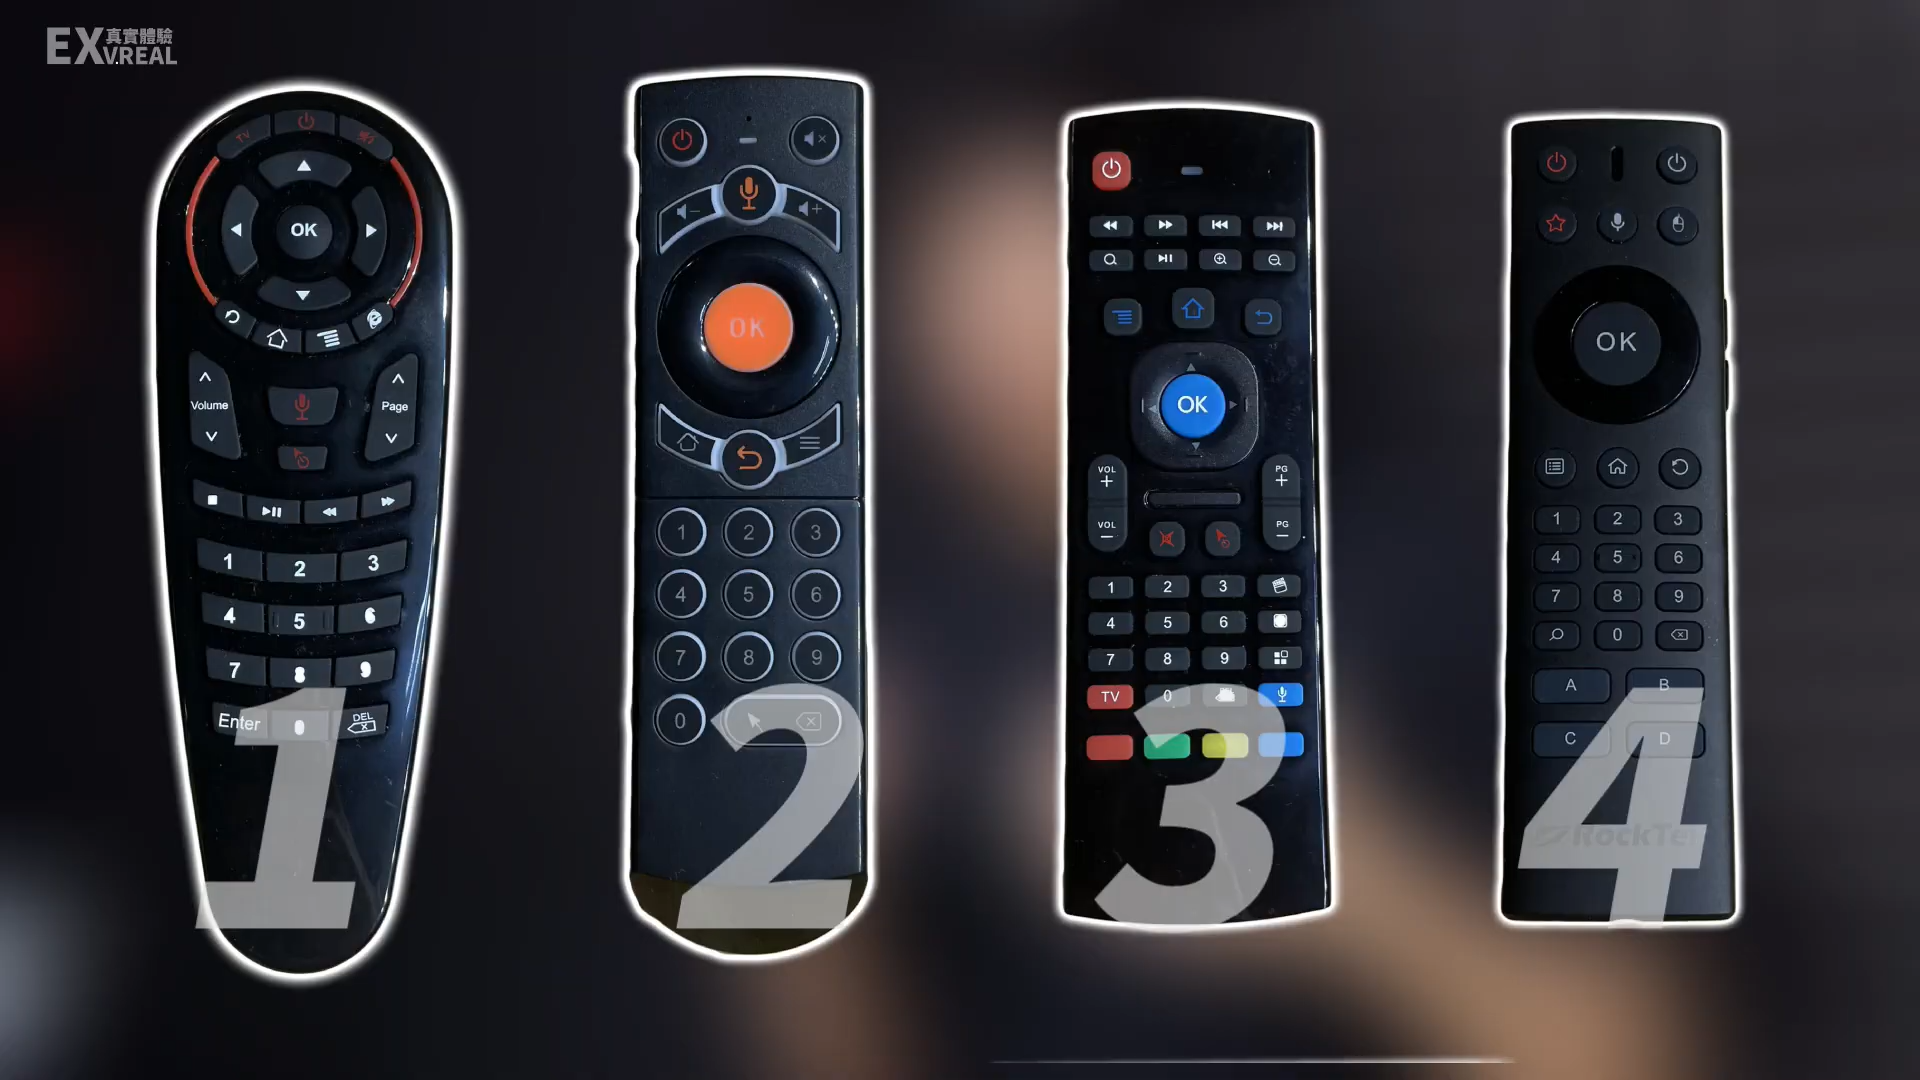 EX真實體驗
VREAL
TV
OK
Volume
Page
1 2 3
4 5 6
7 8 9
Enter 0 DEL
1
OK
1 2 3
4 5 6
7 8 9
0
2
OK
VOL
+
VOL
−
PG
+
PG
−
1 2 3
4 5 6
7 8 9
TV 0
3
OK
1 2 3
4 5 6
7 8 9
0
A B
C D
4